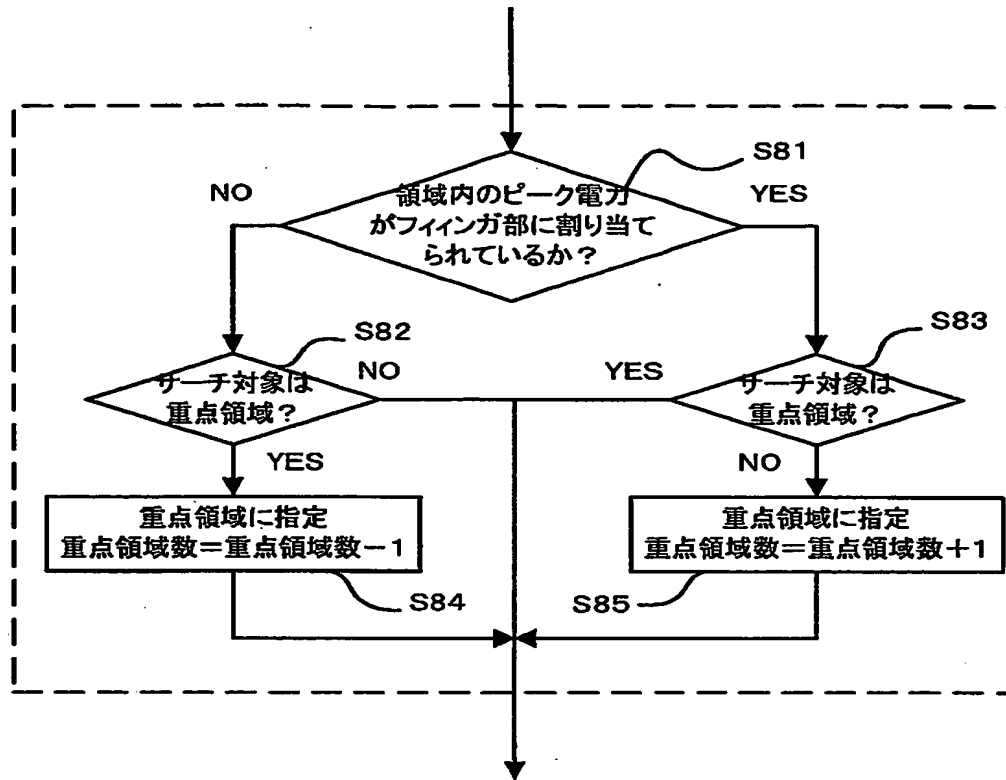 S81
NO
YES
領域内のピーク電力
がフィィンガ部に割り当て
られているか？
S82
S83
サーチ対象は
重点領域？
NO
YES
サーチ対象は
重点領域？
YES
NO
重点領域に指定
重点領域数＝重点領域数－1
重点領域に指定
重点領域数＝重点領域数＋1
S84
S85